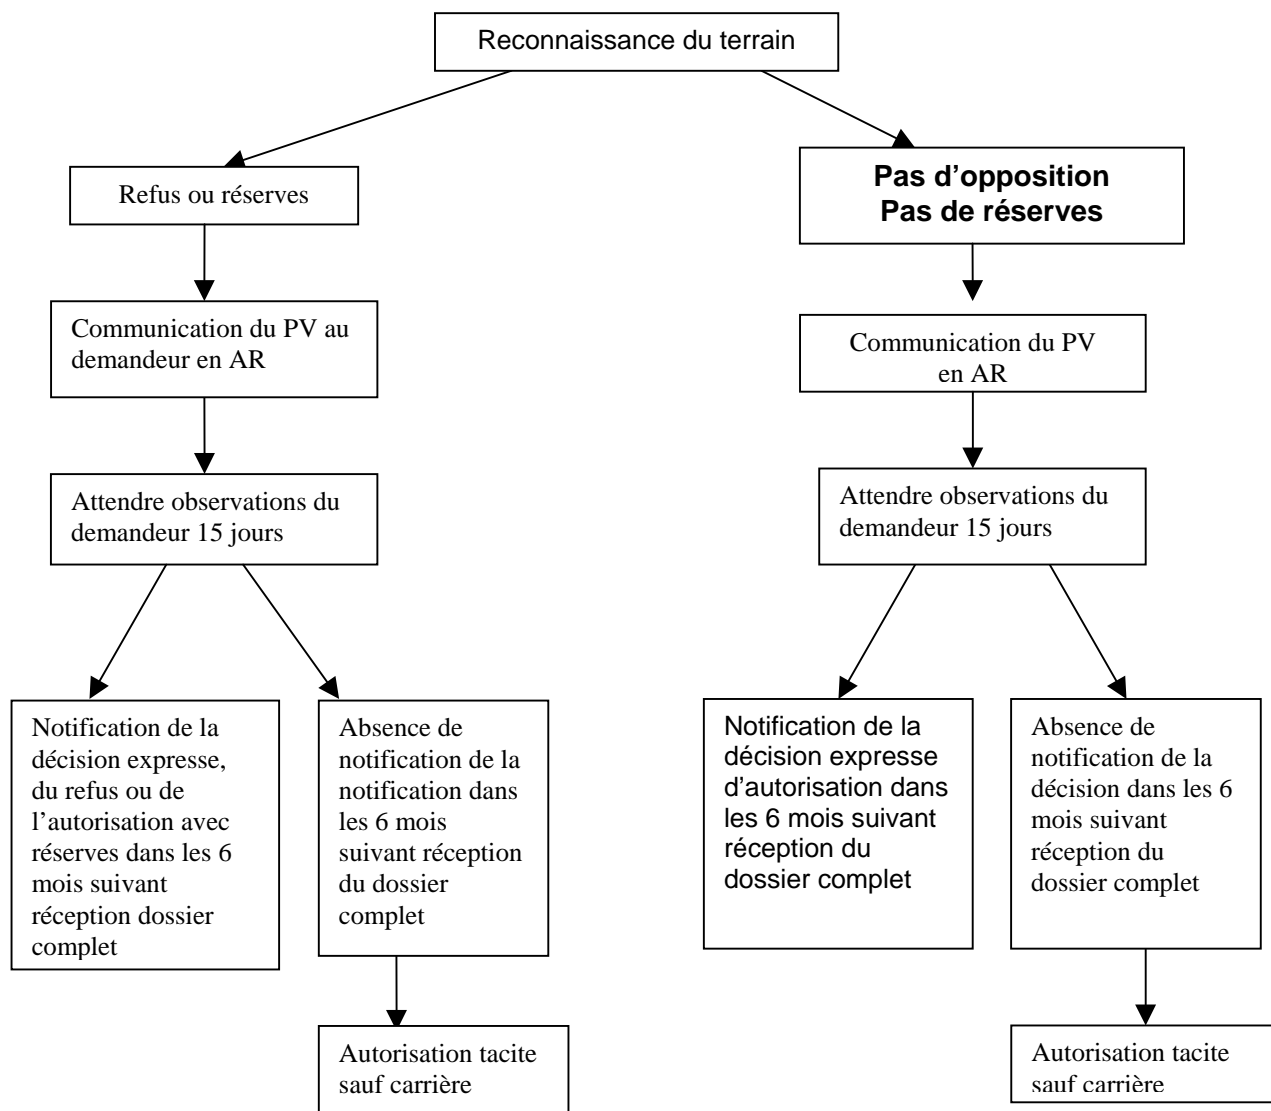 Reconnaissance du terrain
Refus ou réserves
Pas d’opposition
Pas de réserves
Communication du PV au
demandeur en AR
Communication du PV
en AR
Attendre observations du
demandeur 15 jours
Attendre observations du
demandeur 15 jours
Notification de la
décision expresse,
du refus ou de
l’autorisation avec
réserves dans les 6
mois suivant
réception dossier
complet
Absence de
notification de la
notification dans
les 6 mois
suivant réception
du dossier
complet
Notification de la
décision expresse
d’autorisation dans
les 6 mois suivant
réception du
dossier complet
Absence de
notification de la
décision dans les 6
mois suivant
réception du
dossier complet
Autorisation tacite
sauf carrière
Autorisation tacite
sauf carrière